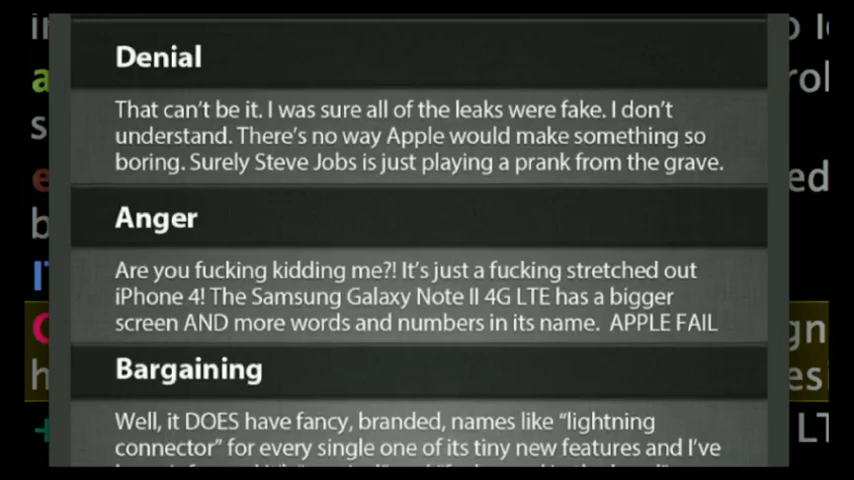 Denial
That can't be it. I was sure all of the leaks were fake. I don't
understand. There's no way Apple would make something so
boring. Surely Steve Jobs is just playing a prank from the grave.
Anger
Are you fucking kidding me?! It's just a fucking stretched out
iPhone 4! The Samsung Galaxy Note II 4G LTE has a bigger
screen AND more words and numbers in its name. APPLE FAIL
Bargaining
Well, it DOES have fancy, branded, names like “lightning
connector” for every single one of its tiny new features and I've